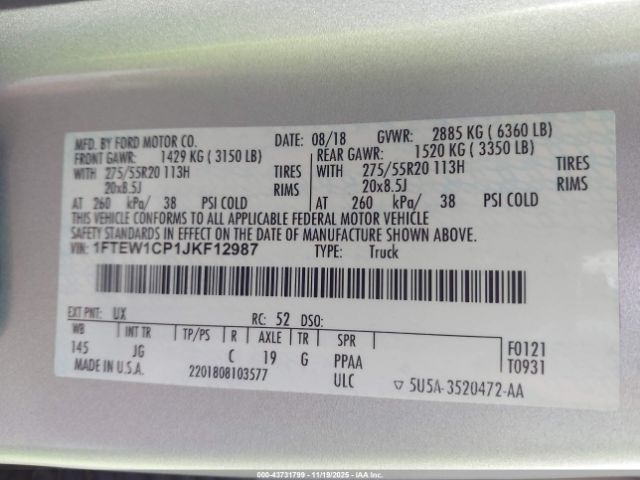 MFD. BY FORD MOTOR CO. DATE: 08/18 GVWR: 2885 KG ( 6360 LB)
FRONT GAWR: 1429 KG ( 3150 LB) REAR GAWR: 1520 KG ( 3350 LB)
WITH 275/55R20 113H TIRES WITH 275/55R20 113H TIRES
20x8.5J RIMS 20x8.5J RIMS
AT 260 kPa/ 38 PSI COLD AT 260 kPa/ 38 PSI COLD
THIS VEHICLE CONFORMS TO ALL APPLICABLE FEDERAL MOTOR VEHICLE
SAFETY STANDARDS IN EFFECT ON THE DATE OF MANUFACTURE SHOWN ABOVE.
VIN: 1FTEW1CP1JKF12987 TYPE: Truck
EXT PNT: UX RC: 52 DSO:
WB INT TR TP/PS R AXLE TR SPR F0121
145 JG C 19 G PPAA T0931
MADE IN U.S.A. 2201808103577 ULC ▽ 5U5A-3520472-AA
000-43731799 - 11/19/2025 - IAA, Inc.